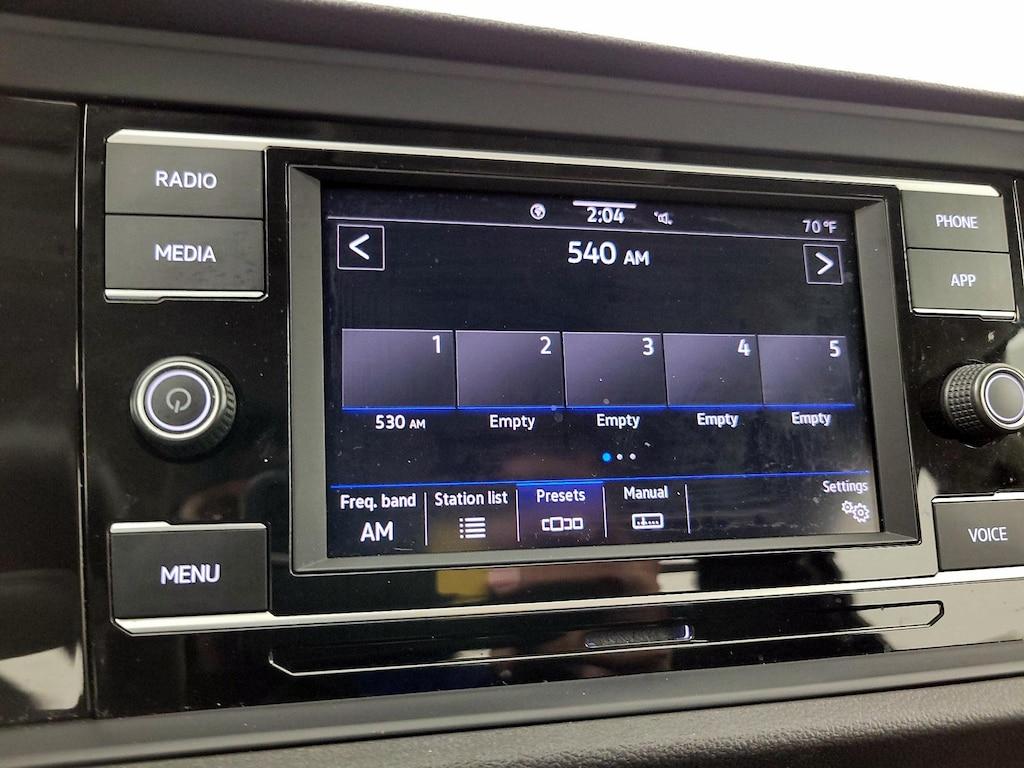 RADIO
MEDIA
MENU
2:04
70°F
<
540 AM
>
1 2 3 4 5
530 AM Empty Empty Empty Empty
Freq. band Station list Presets Manual Settings
AM
PHONE
APP
VOICE